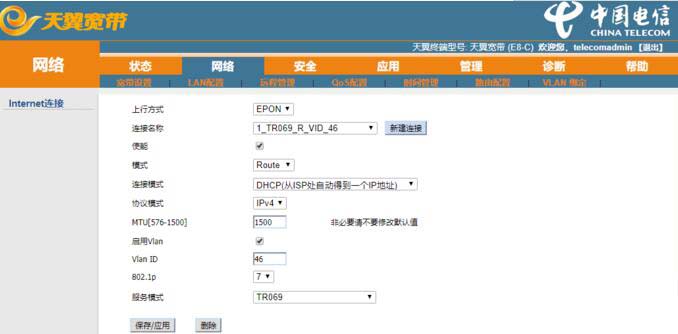 天翼宽带
中国电信
CHINA TELECOM
天翼终端型号: 天翼宽带 (E8-C) 欢迎您，telecomadmin 【退出】
网络
状态 网络 安全 应用 管理 诊断 帮助
宽带设置 LAN配置 远程管理 QoS配置 时间管理 路由配置 VLAN 绑定
Internet连接
上行方式 EPON
连接名称 1_TR069_R_VID_46 新建连接
使能
模式 Route
连接模式 DHCP(从ISP处自动得到一个IP地址)
协议模式 IPv4
MTU[576-1500] 1500 非必要请不要修改默认值
启用Vlan
Vlan ID 46
802.1p 7
服务模式 TR069
保存/应用 删除